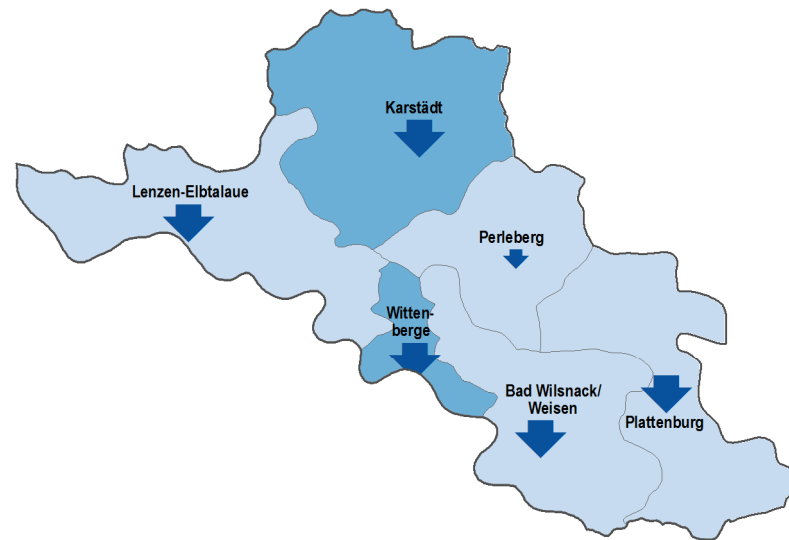 Karstädt
Lenzen-Elbtalaue
Perleberg
Witten-
berge
Bad Wilsnack/
Weisen
Plattenburg